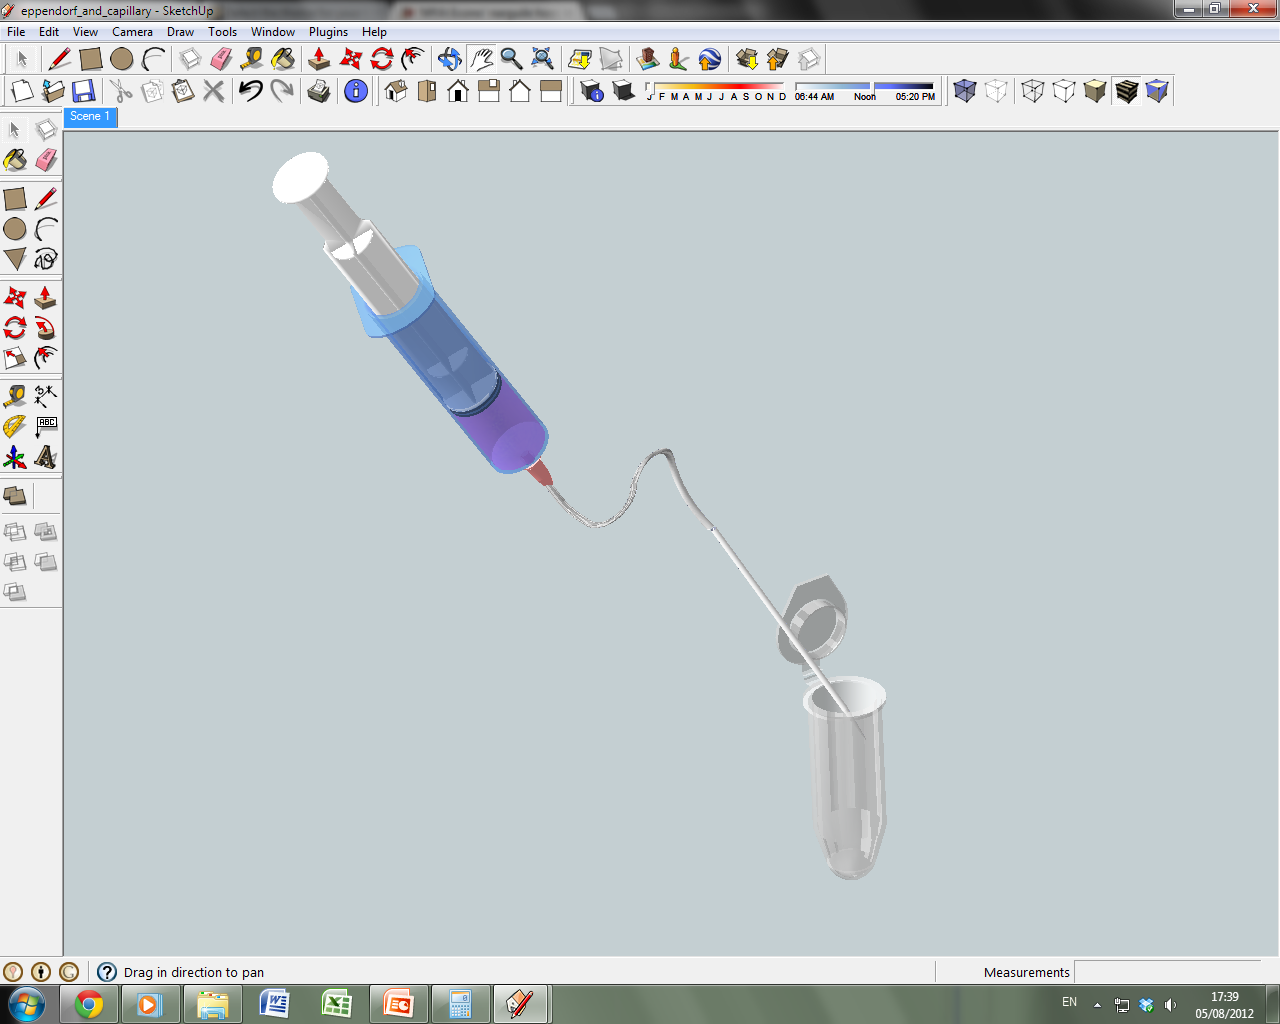 eppendorf_and_capillary - SketchUp
File Edit View Camera Draw Tools Window Plugins Help
J F M A M J J A S O N D
06:44 AM Noon 05:20 PM
Scene 1
ABC
Drag in direction to pan
Measurements
EN
17:39
05/08/2012